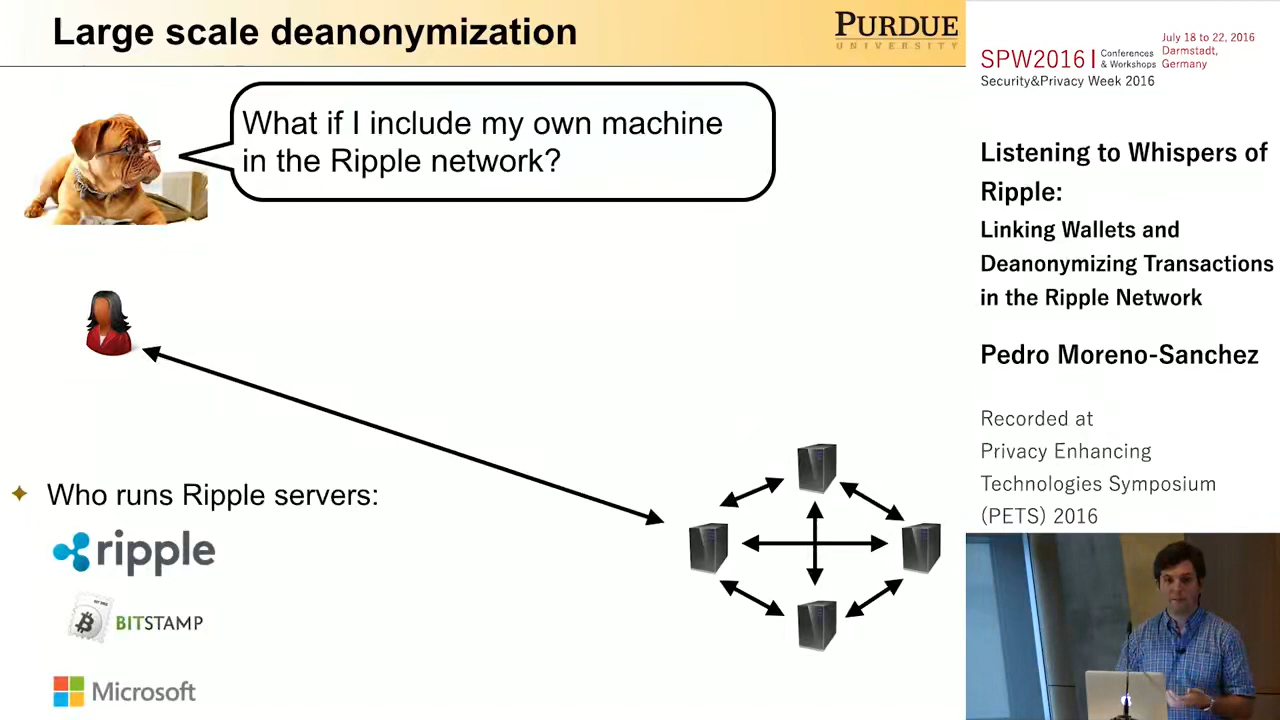 Large scale deanonymization
PURDUE
UNIVERSITY
What if I include my own machine
in the Ripple network?
Who runs Ripple servers:
ripple
BITSTAMP
Microsoft
SPW2016
Conferences
& Workshops
July 18 to 22, 2016
Darmstadt,
Germany
Security&Privacy Week 2016
Listening to Whispers of
Ripple:
Linking Wallets and
Deanonymizing Transactions
in the Ripple Network
Pedro Moreno-Sanchez
Recorded at
Privacy Enhancing
Technologies Symposium
(PETS) 2016